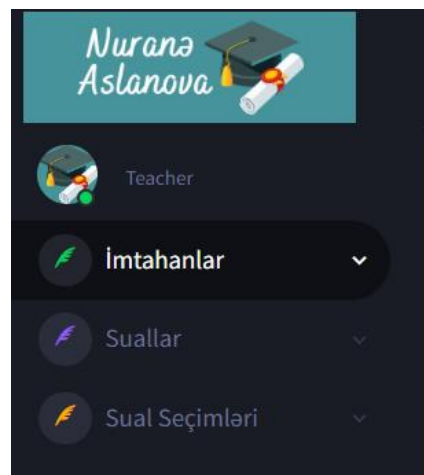 Nuranə
Aslanova
Teacher
İmtahanlar
Suallar
Sual Seçimləri